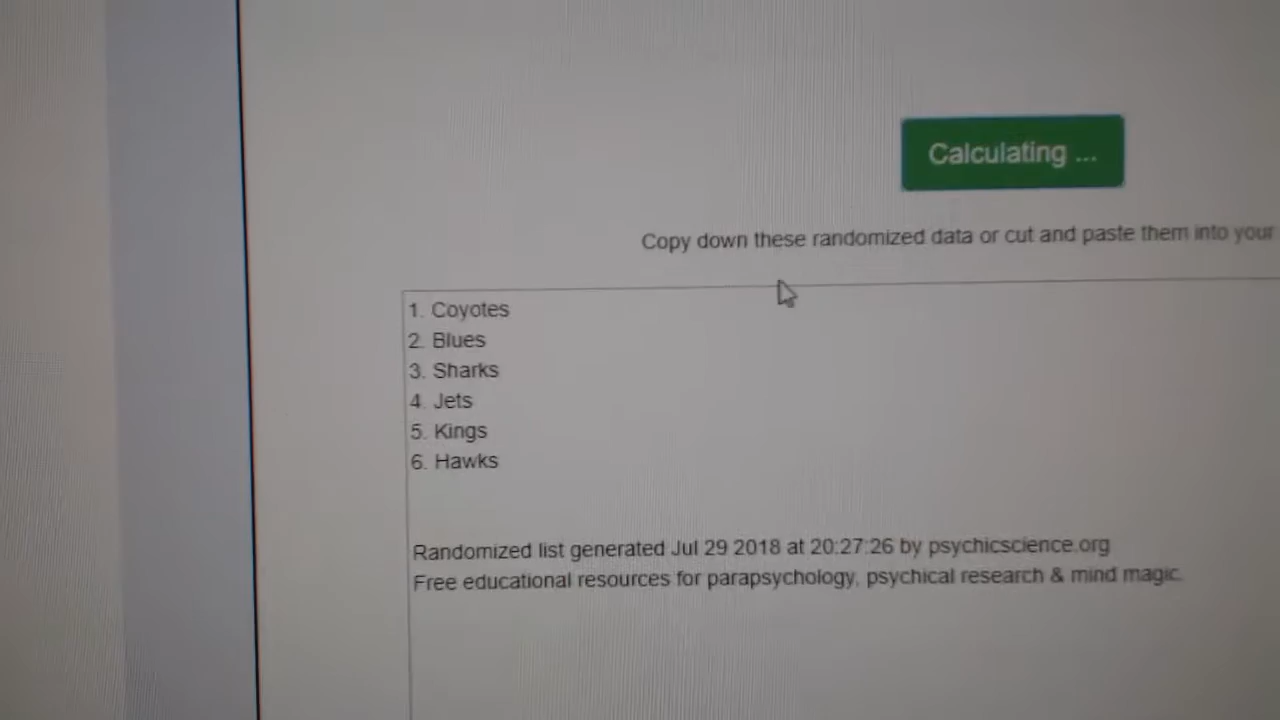 Calculating ...
Copy down these randomized data or cut and paste them into your
1. Coyotes
2. Blues
3. Sharks
4. Jets
5. Kings
6. Hawks
Randomized list generated Jul 29 2018 at 20:27:26 by psychicscience.org
Free educational resources for parapsychology, psychical research & mind magic.